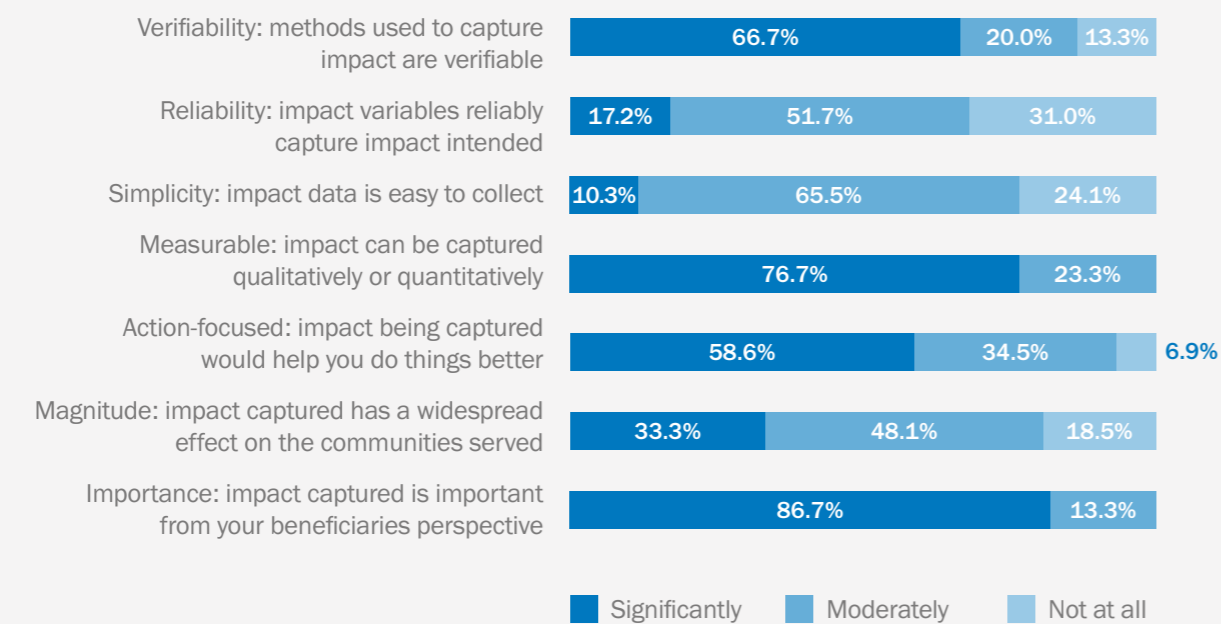 Verifiability: methods used to capture
impact are verifiable
66.7% 20.0% 13.3%
Reliability: impact variables reliably
capture impact intended
17.2% 51.7% 31.0%
Simplicity: impact data is easy to collect
10.3% 65.5% 24.1%
Measurable: impact can be captured
qualitatively or quantitatively
76.7% 23.3%
Action-focused: impact being captured
would help you do things better
58.6% 34.5% 6.9%
Magnitude: impact captured has a widespread
effect on the communities served
33.3% 48.1% 18.5%
Importance: impact captured is important
from your beneficiaries perspective
86.7% 13.3%
Significantly Moderately Not at all